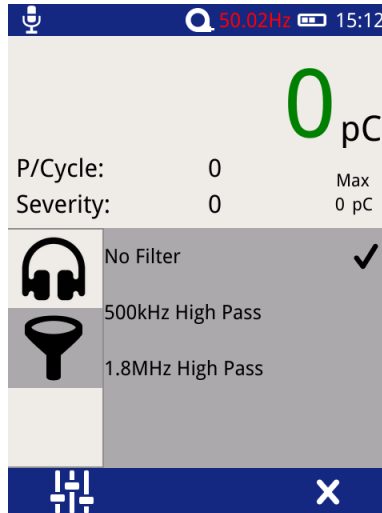 50.02Hz 15:12
0 pC
P/Cycle: 0
Max
Severity: 0
0 pC
No Filter
500kHz High Pass
1.8MHz High Pass